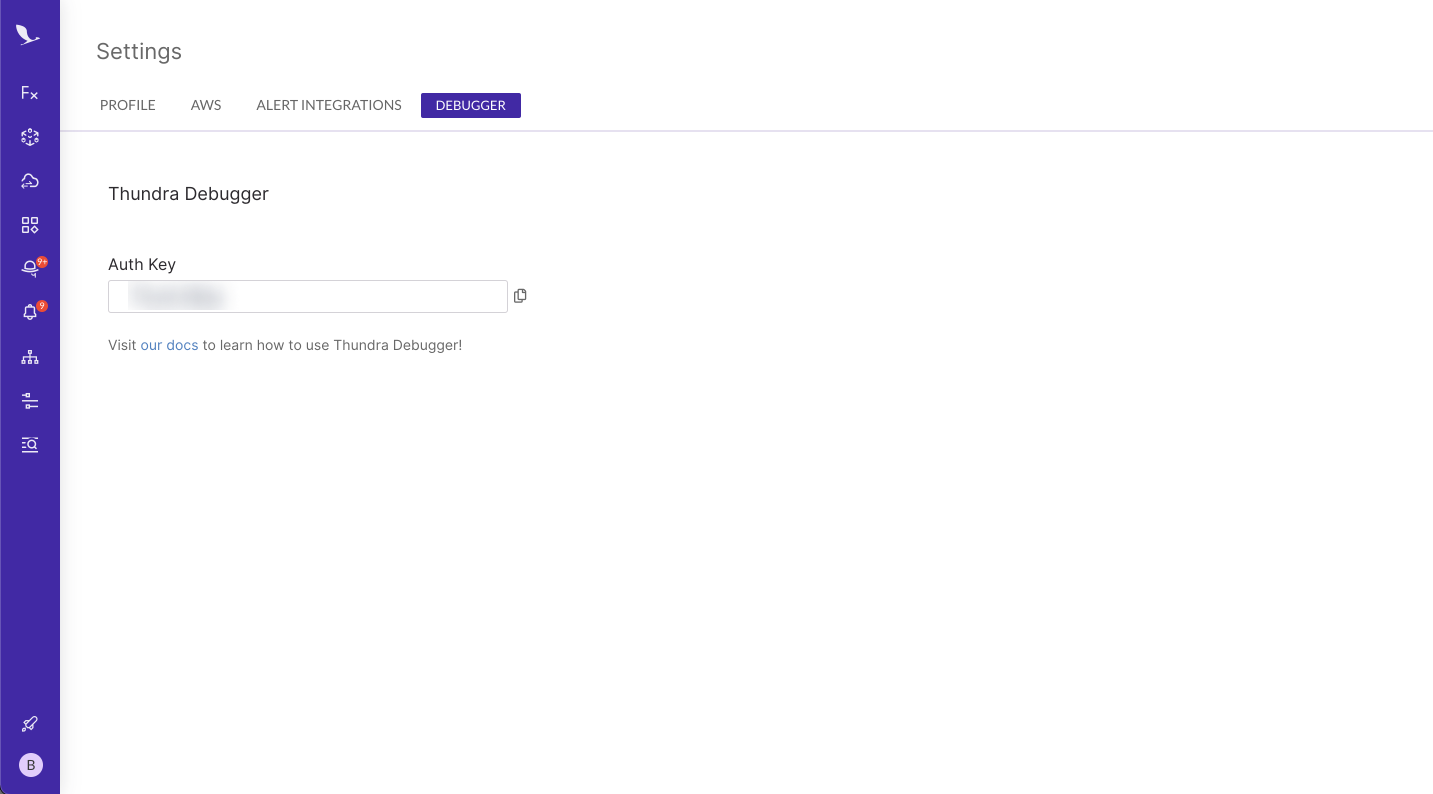 Settings
PROFILE AWS ALERT INTEGRATIONS DEBUGGER
Fx
9+
9
Thundra Debugger
Auth Key
Visit our docs to learn how to use Thundra Debugger!
B